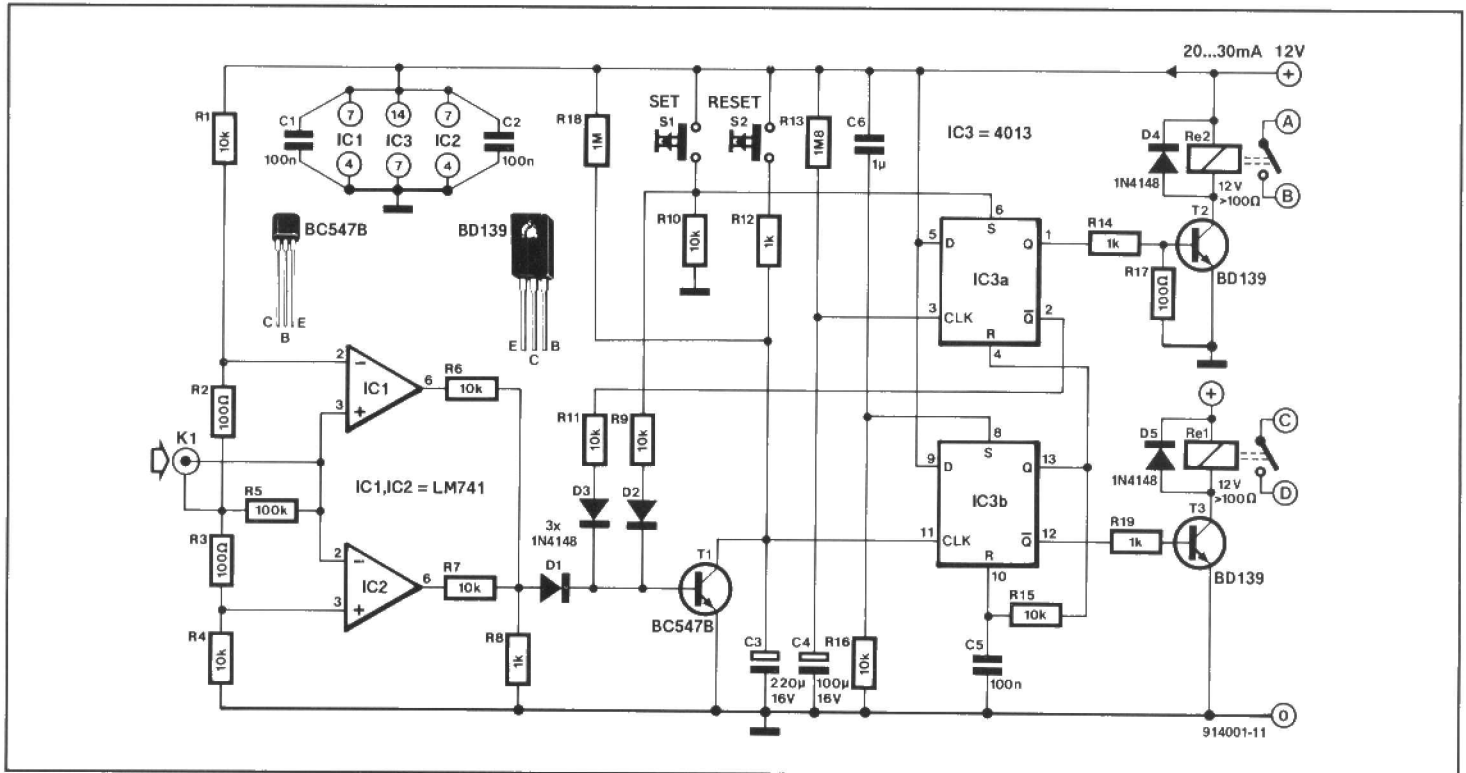 20...30mA 12V
+
R1
10k
C1
100n
7
14
7
IC1
IC3
IC2
4
7
4
C2
100n
R18
1M
SET
S1
RESET
S2
R13
1M8
C6
1µ
IC3 = 4013
D4
1N4148
Re2
12V
>100Ω
A
B
BC547B
C
B
E
BD139
E
C
B
R10
10k
R12
1k
6
S
5
D
Q
1
IC3a
3
CLK
Q
2
R
4
R14
1k
R17
100Ω
T2
BD139
R2
100Ω
2
−
IC1
3
+
6
R6
10k
K1
R5
100k
IC1,IC2 = LM741
R11
10k
R9
10k
D3
D2
3x
1N4148
D1
R3
100Ω
2
−
IC2
3
+
6
R7
10k
R4
10k
R8
1k
T1
BC547B
8
S
9
D
Q
13
IC3b
11
CLK
Q
12
R
10
+
D5
1N4148
Re1
12V
>100Ω
C
D
R19
1k
T3
BD139
R15
10k
C3
220µ
16V
C4
100µ
16V
R16
10k
C5
100n
0
914001-11